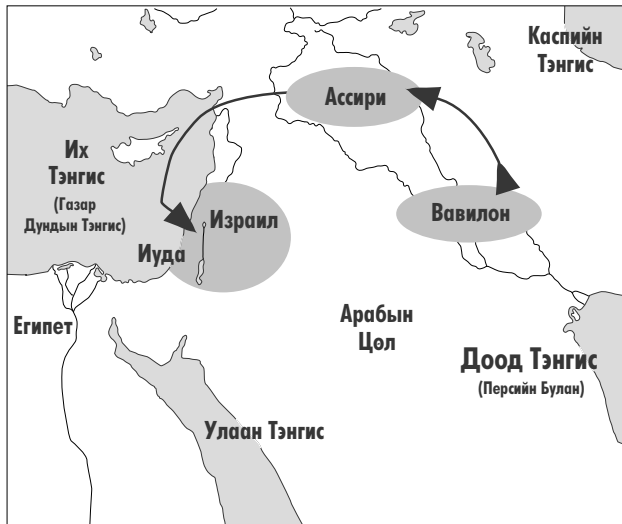 Каспийн
Тэнгис
Ассири
Их
Тэнгис
(Газар
Дундын Тэнгис)
Израил
Вавилон
Иуда
Египет
Арабын
Цөл
Доод Тэнгис
(Персийн Булан)
Улаан Тэнгис